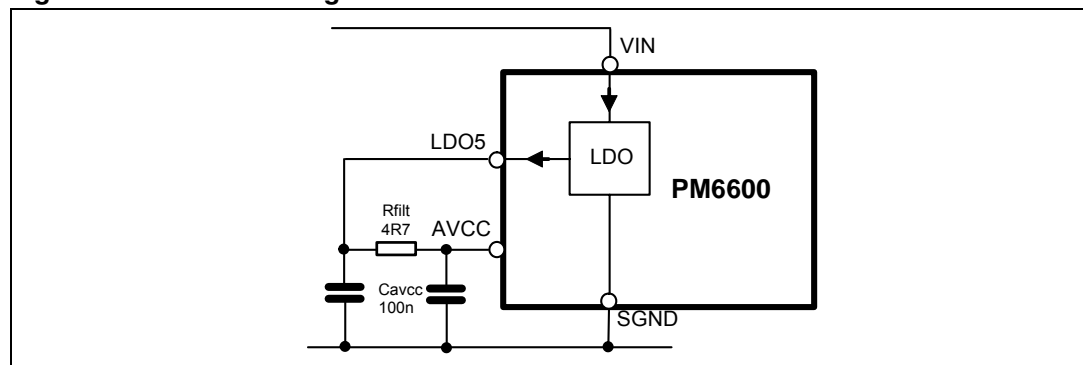 VIN
LDO5
LDO
PM6600
Rfilt
4R7
AVCC
Cavcc
100n
SGND